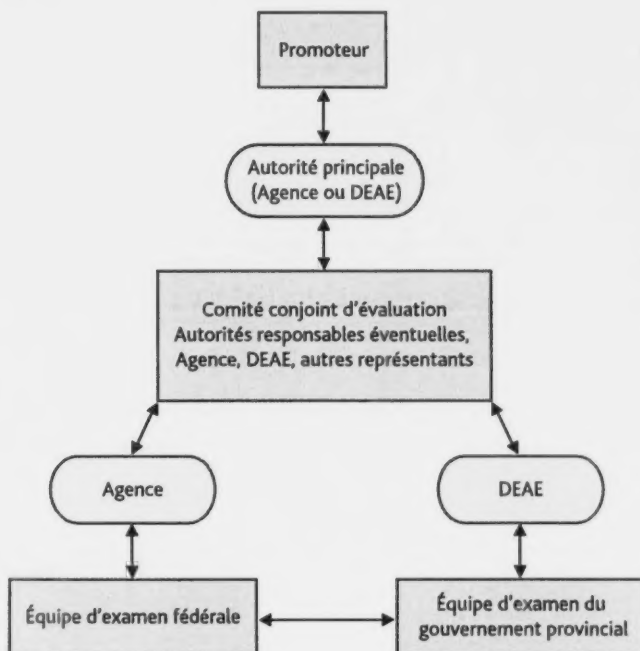 Promoteur
Autorité principale
(Agence ou DEAE)
Comité conjoint d'évaluation
Autorités responsables éventuelles,
Agence, DEAE, autres représentants
Agence
DEAE
Équipe d'examen fédérale
Équipe d'examen du
gouvernement provincial